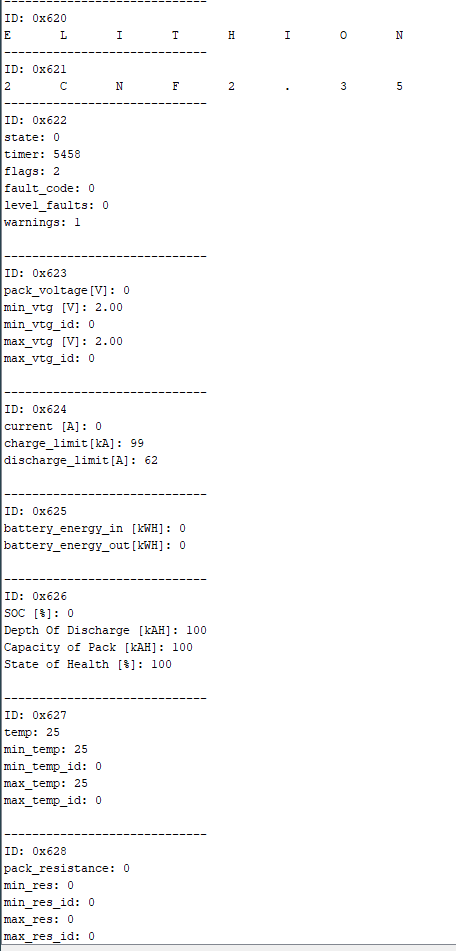 -----------------------------
ID: 0x620
E L I T H I O N
-----------------------------
ID: 0x621
2 C N F 2 . 3 5
-----------------------------
ID: 0x622
state: 0
timer: 5458
flags: 2
fault_code: 0
level_faults: 0
warnings: 1
-----------------------------
ID: 0x623
pack_voltage[V]: 0
min_vtg [V]: 2.00
min_vtg_id: 0
max_vtg [V]: 2.00
max_vtg_id: 0
-----------------------------
ID: 0x624
current [A]: 0
charge_limit[kA]: 99
discharge_limit[A]: 62
-----------------------------
ID: 0x625
battery_energy_in [kWH]: 0
battery_energy_out[kWH]: 0
-----------------------------
ID: 0x626
SOC [%]: 0
Depth Of Discharge [kAH]: 100
Capacity of Pack [kAH]: 100
State of Health [%]: 100
-----------------------------
ID: 0x627
temp: 25
min_temp: 25
min_temp_id: 0
max_temp: 25
max_temp_id: 0
-----------------------------
ID: 0x628
pack_resistance: 0
min_res: 0
min_res_id: 0
max_res: 0
max_res_id: 0